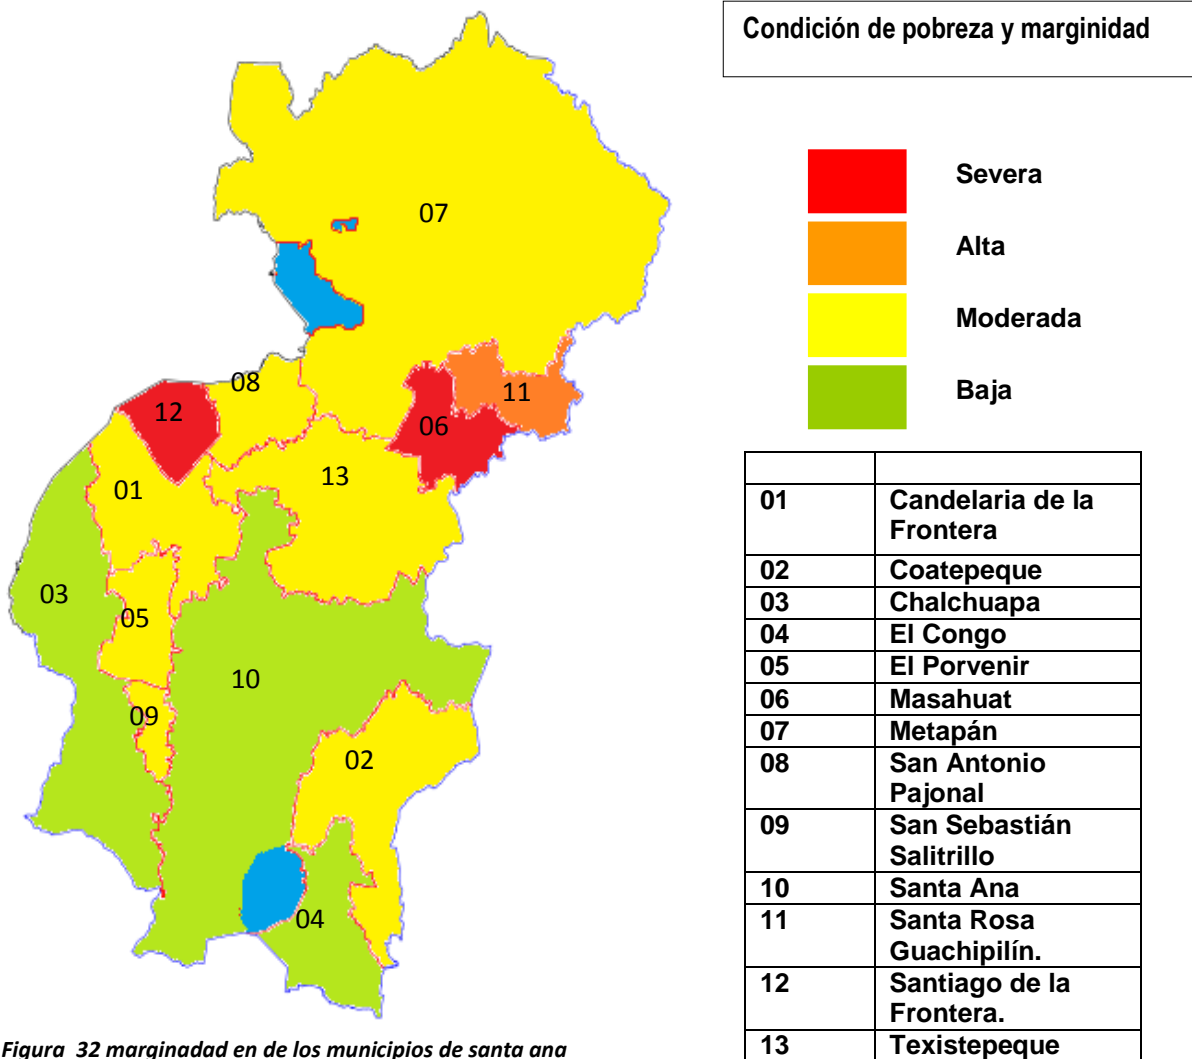 Condición de pobreza y marginidad
Severa
Alta
Moderada
Baja
07
08
12
11
06
13
01
03
05
10
09
02
04
01 Candelaria de la
Frontera
02 Coatepeque
03 Chalchuapa
04 El Congo
05 El Porvenir
06 Masahuat
07 Metapán
08 San Antonio
Pajonal
09 San Sebastián
Salitrillo
10 Santa Ana
11 Santa Rosa
Guachipilín.
12 Santiago de la
Frontera.
13 Texistepeque
Figura 32 marginadad en de los municipios de santa ana